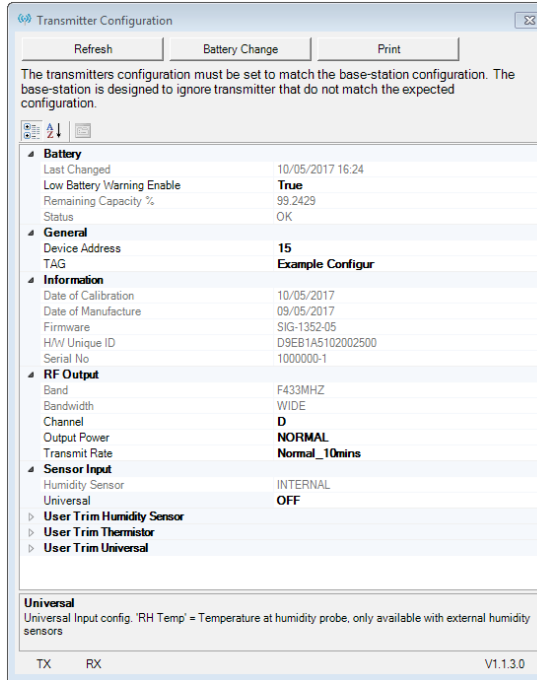 Transmitter Configuration
Refresh Battery Change Print
The transmitters configuration must be set to match the base-station configuration. The
base-station is designed to ignore transmitter that do not match the expected
configuration.
Battery
Last Changed 10/05/2017 16:24
Low Battery Warning Enable True
Remaining Capacity % 99.2429
Status OK
General
Device Address 15
TAG Example Configur
Information
Date of Calibration 10/05/2017
Date of Manufacture 09/05/2017
Firmware SIG-1352-05
H/W Unique ID D9EB1A5102002500
Serial No 1000000-1
RF Output
Band F433MHZ
Bandwidth WIDE
Channel D
Output Power NORMAL
Transmit Rate Normal_10mins
Sensor Input
Humidity Sensor INTERNAL
Universal OFF
User Trim Humidity Sensor
User Trim Thermistor
User Trim Universal
Universal
Universal Input config. 'RH Temp' = Temperature at humidity probe, only available with external humidity
sensors
TX RX V1.1.3.0